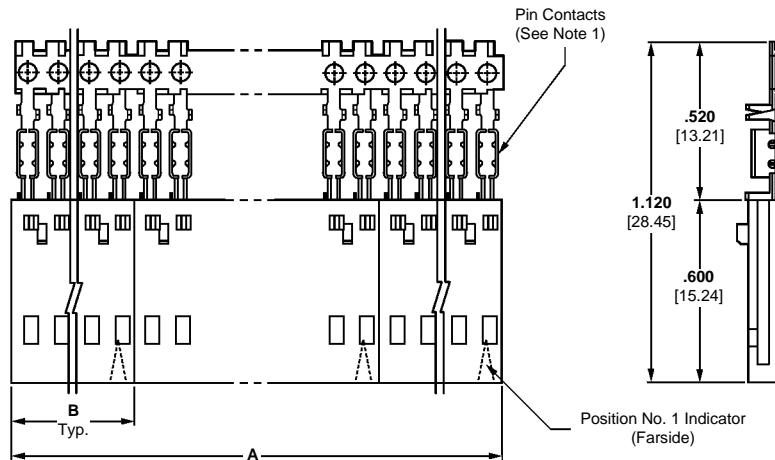 Pin Contacts
(See Note 1)
.520
[13.21]
1.120
[28.45]
.600
[15.24]
B
Typ.
Position No. 1 Indicator
(Farside)
A